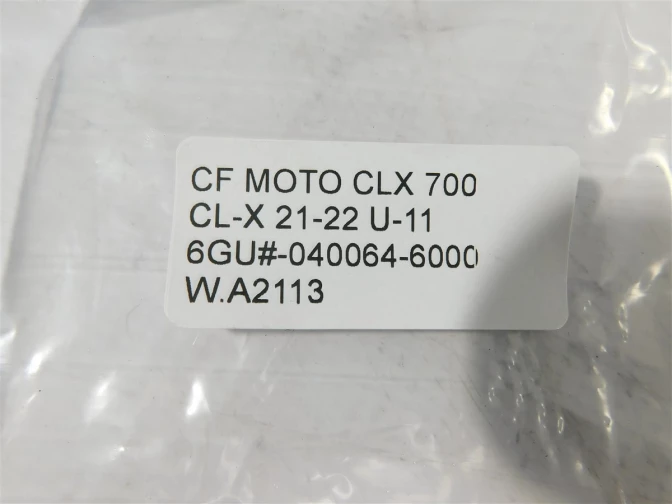 CF MOTO CLX 700
CL-X 21-22 U-11
6GU#-040064-6000
W.A2113